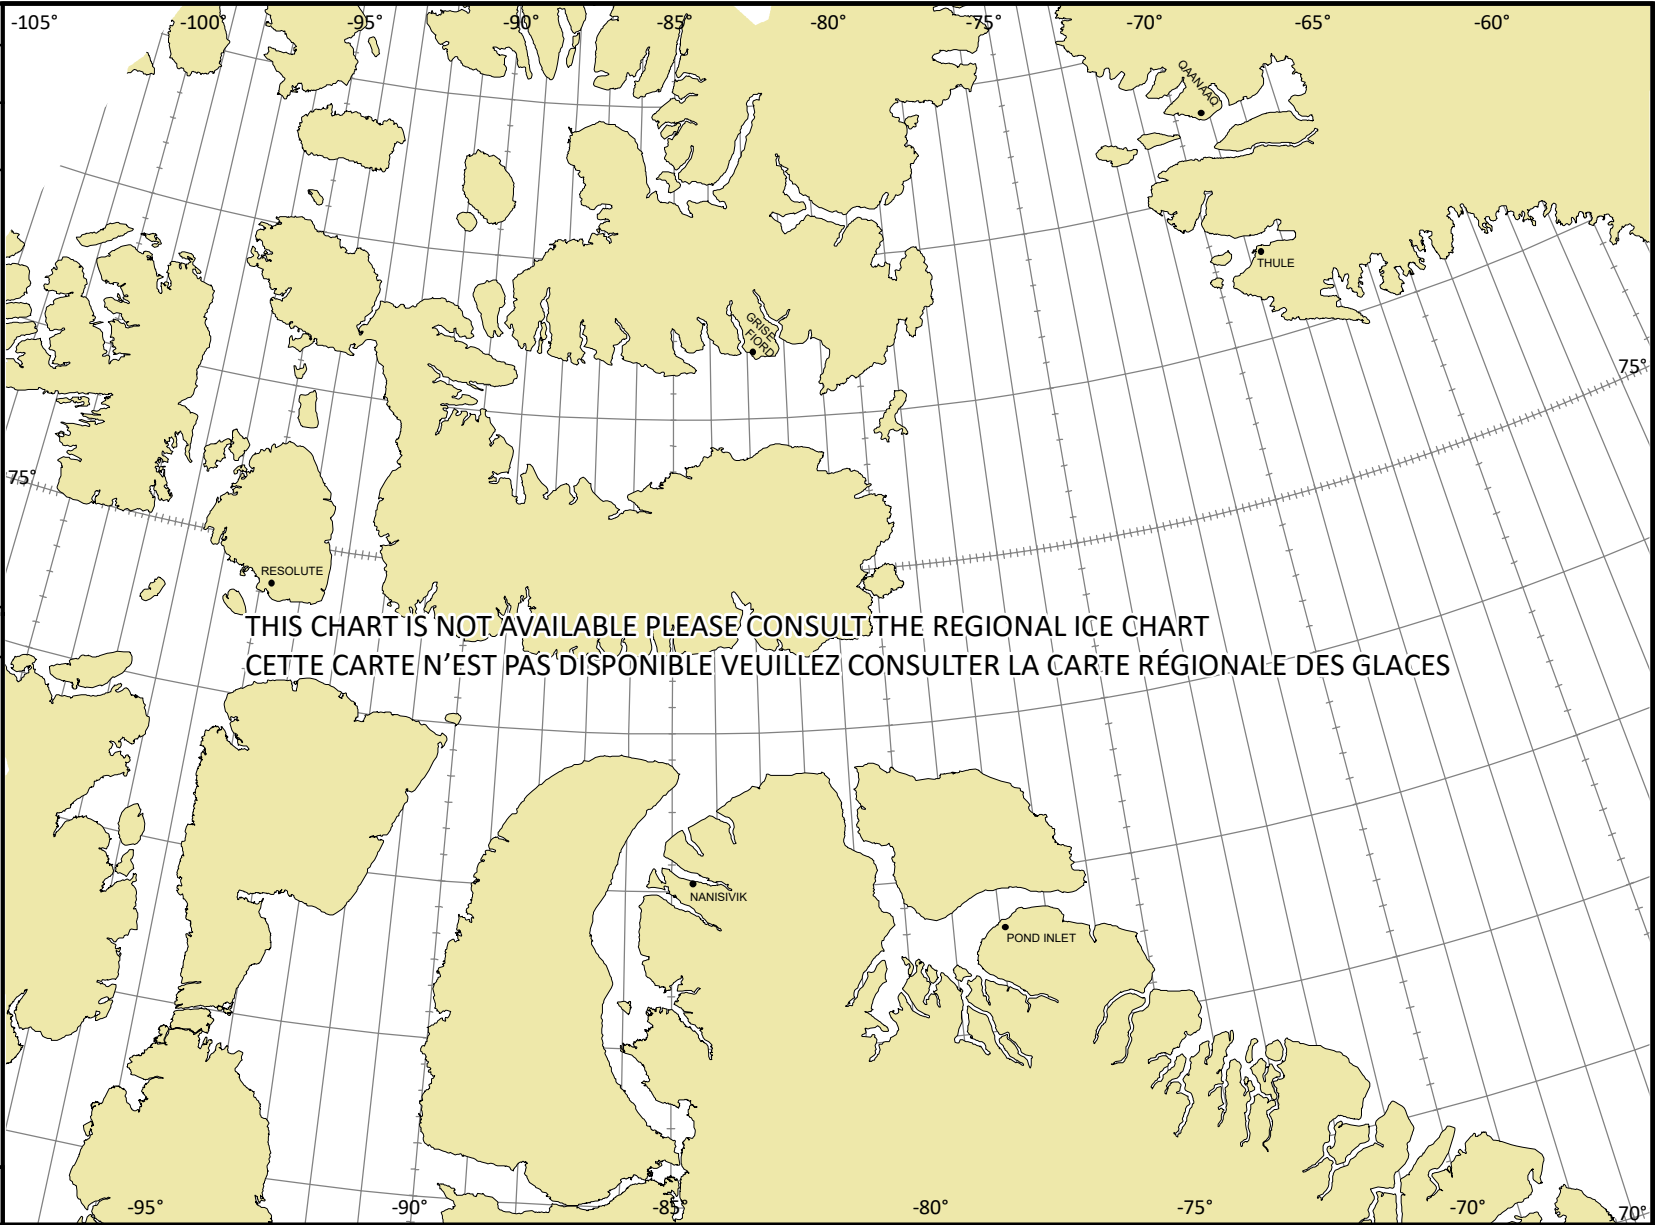 -105° -100° -95° -90° -85° -80° -75° -70° -65° -60°
QAANAAQ
THULE
GRISE
FIORD
75°
75°
RESOLUTE
THIS CHART IS NOT AVAILABLE PLEASE CONSULT THE REGIONAL ICE CHART
CETTE CARTE N'EST PAS DISPONIBLE VEUILLEZ CONSULTER LA CARTE RÉGIONALE DES GLACES
NANISIVIK
POND INLET
-95° -90° -85° -80° -75° -70° 70°